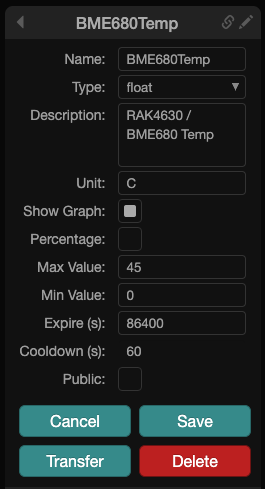 BME680Temp
Name: BME680Temp
Type: float
Description: RAK4630 /
BME680 Temp
Unit: C
Show Graph:
Percentage:
Max Value: 45
Min Value: 0
Expire (s): 86400
Cooldown (s): 60
Public:
Cancel Save
Transfer Delete